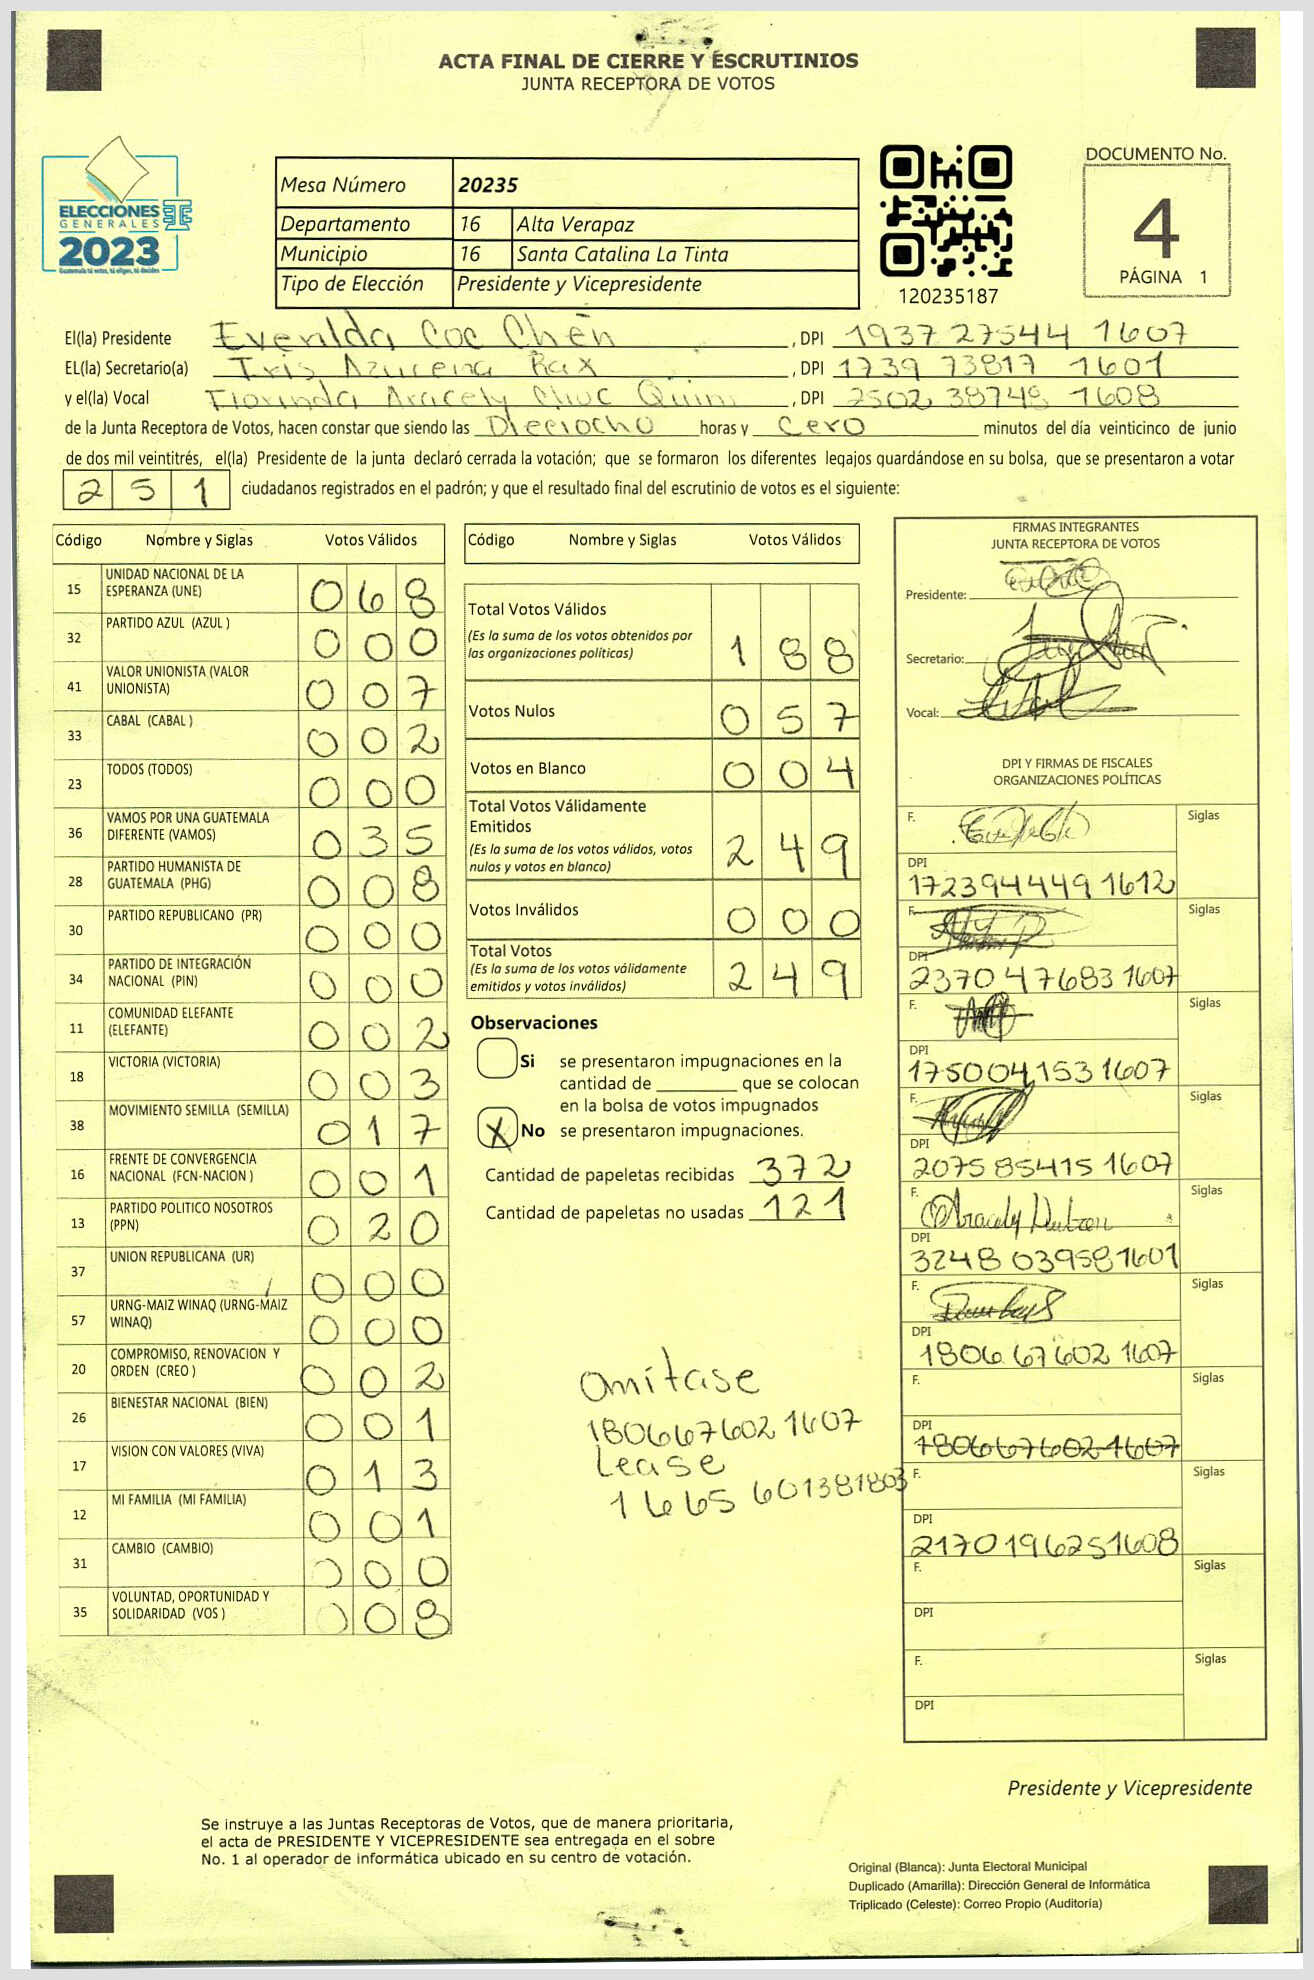 ACTA FINAL DE CIERRE Y ESCRUTINIOS
JUNTA RECEPTORA DE VOTOS
ELECCIONES
GENERALES
2023
Guatemala tú votas, tú eliges, tú decides
Mesa Número 20235
Departamento 16 Alta Verapaz
Municipio 16 Santa Catalina La Tinta
Tipo de Elección Presidente y Vicepresidente
120235187
DOCUMENTO No.
4
PÁGINA 1
El(la) Presidente Evenlda Coc Chén, DPI 1937 27544 1607
EL(la) Secretario(a) Iris Azucena Rax, DPI 1739 73817 1601
y el(la) Vocal Florinda Aracely Chuc Quim, DPI 2502 38748 1608
de la Junta Receptora de Votos, hacen constar que siendo las Dieciocho horas y Cero minutos del día veinticinco de junio
de dos mil veintitrés, el(la) Presidente de la junta declaró cerrada la votación; que se formaron los diferentes legajos quardándose en su bolsa, que se presentaron a votar
251 ciudadanos registrados en el padrón; y que el resultado final del escrutinio de votos es el siguiente:
Código Nombre y Siglas Votos Válidos
15 UNIDAD NACIONAL DE LA ESPERANZA (UNE) 068
32 PARTIDO AZUL (AZUL ) 000
41 VALOR UNIONISTA (VALOR UNIONISTA) 007
33 CABAL (CABAL ) 002
23 TODOS (TODOS) 000
36 VAMOS POR UNA GUATEMALA DIFERENTE (VAMOS) 035
28 PARTIDO HUMANISTA DE GUATEMALA (PHG) 008
30 PARTIDO REPUBLICANO (PR) 000
34 PARTIDO DE INTEGRACIÓN NACIONAL (PIN) 000
11 COMUNIDAD ELEFANTE (ELEFANTE) 002
18 VICTORIA (VICTORIA) 003
38 MOVIMIENTO SEMILLA (SEMILLA) 017
16 FRENTE DE CONVERGENCIA NACIONAL (FCN-NACION ) 001
13 PARTIDO POLITICO NOSOTROS (PPN) 020
37 UNION REPUBLICANA (UR) 000
57 URNG-MAIZ WINAQ (URNG-MAIZ WINAQ) 000
20 COMPROMISO, RENOVACION Y ORDEN (CREO ) 002
26 BIENESTAR NACIONAL (BIEN) 001
17 VISION CON VALORES (VIVA) 013
12 MI FAMILIA (MI FAMILIA) 001
31 CAMBIO (CAMBIO) 000
35 VOLUNTAD, OPORTUNIDAD Y SOLIDARIDAD (VOS ) 008
Código Nombre y Siglas Votos Válidos
Total Votos Válidos 188
(Es la suma de los votos obtenidos por
las organizaciones políticas)
Votos Nulos 057
Votos en Blanco 004
Total Votos Válidamente
Emitidos 249
(Es la suma de los votos válidos, votos
nulos y votos en blanco)
Votos Inválidos 000
Total Votos 249
(Es la suma de los votos válidamente
emitidos y votos inválidos)
Observaciones
Si se presentaron impugnaciones en la
cantidad de ________ que se colocan
en la bolsa de votos impugnados
X No se presentaron impugnaciones.
Cantidad de papeletas recibidas 372
Cantidad de papeletas no usadas 121
Omitase
1806676021607
Lease
1665 601381803
FIRMAS INTEGRANTES
JUNTA RECEPTORA DE VOTOS
Presidente:
Secretario:
Vocal:
DPI Y FIRMAS DE FISCALES
ORGANIZACIONES POLÍTICAS
F. Siglas
DPI
172394449 1612
F. Siglas
DPI
2370 47683 1607
F. Siglas
DPI
1750041531607
F. Siglas
DPI
2075 85415 1607
F. Aracely Siglas
DPI
3248 03958 1601
F. Siglas
DPI
1806 67602 1607
F. Siglas
DPI
1806676021607
F. Siglas
DPI
2170196251608
F. Siglas
DPI
F. Siglas
DPI
Presidente y Vicepresidente
Se instruye a las Juntas Receptoras de Votos, que de manera prioritaria,
el acta de PRESIDENTE Y VICEPRESIDENTE sea entregada en el sobre
No. 1 al operador de informática ubicado en su centro de votación.
Original (Blanca): Junta Electoral Municipal
Duplicado (Amarilla): Dirección General de Informática
Triplicado (Celeste): Correo Propio (Auditoría)